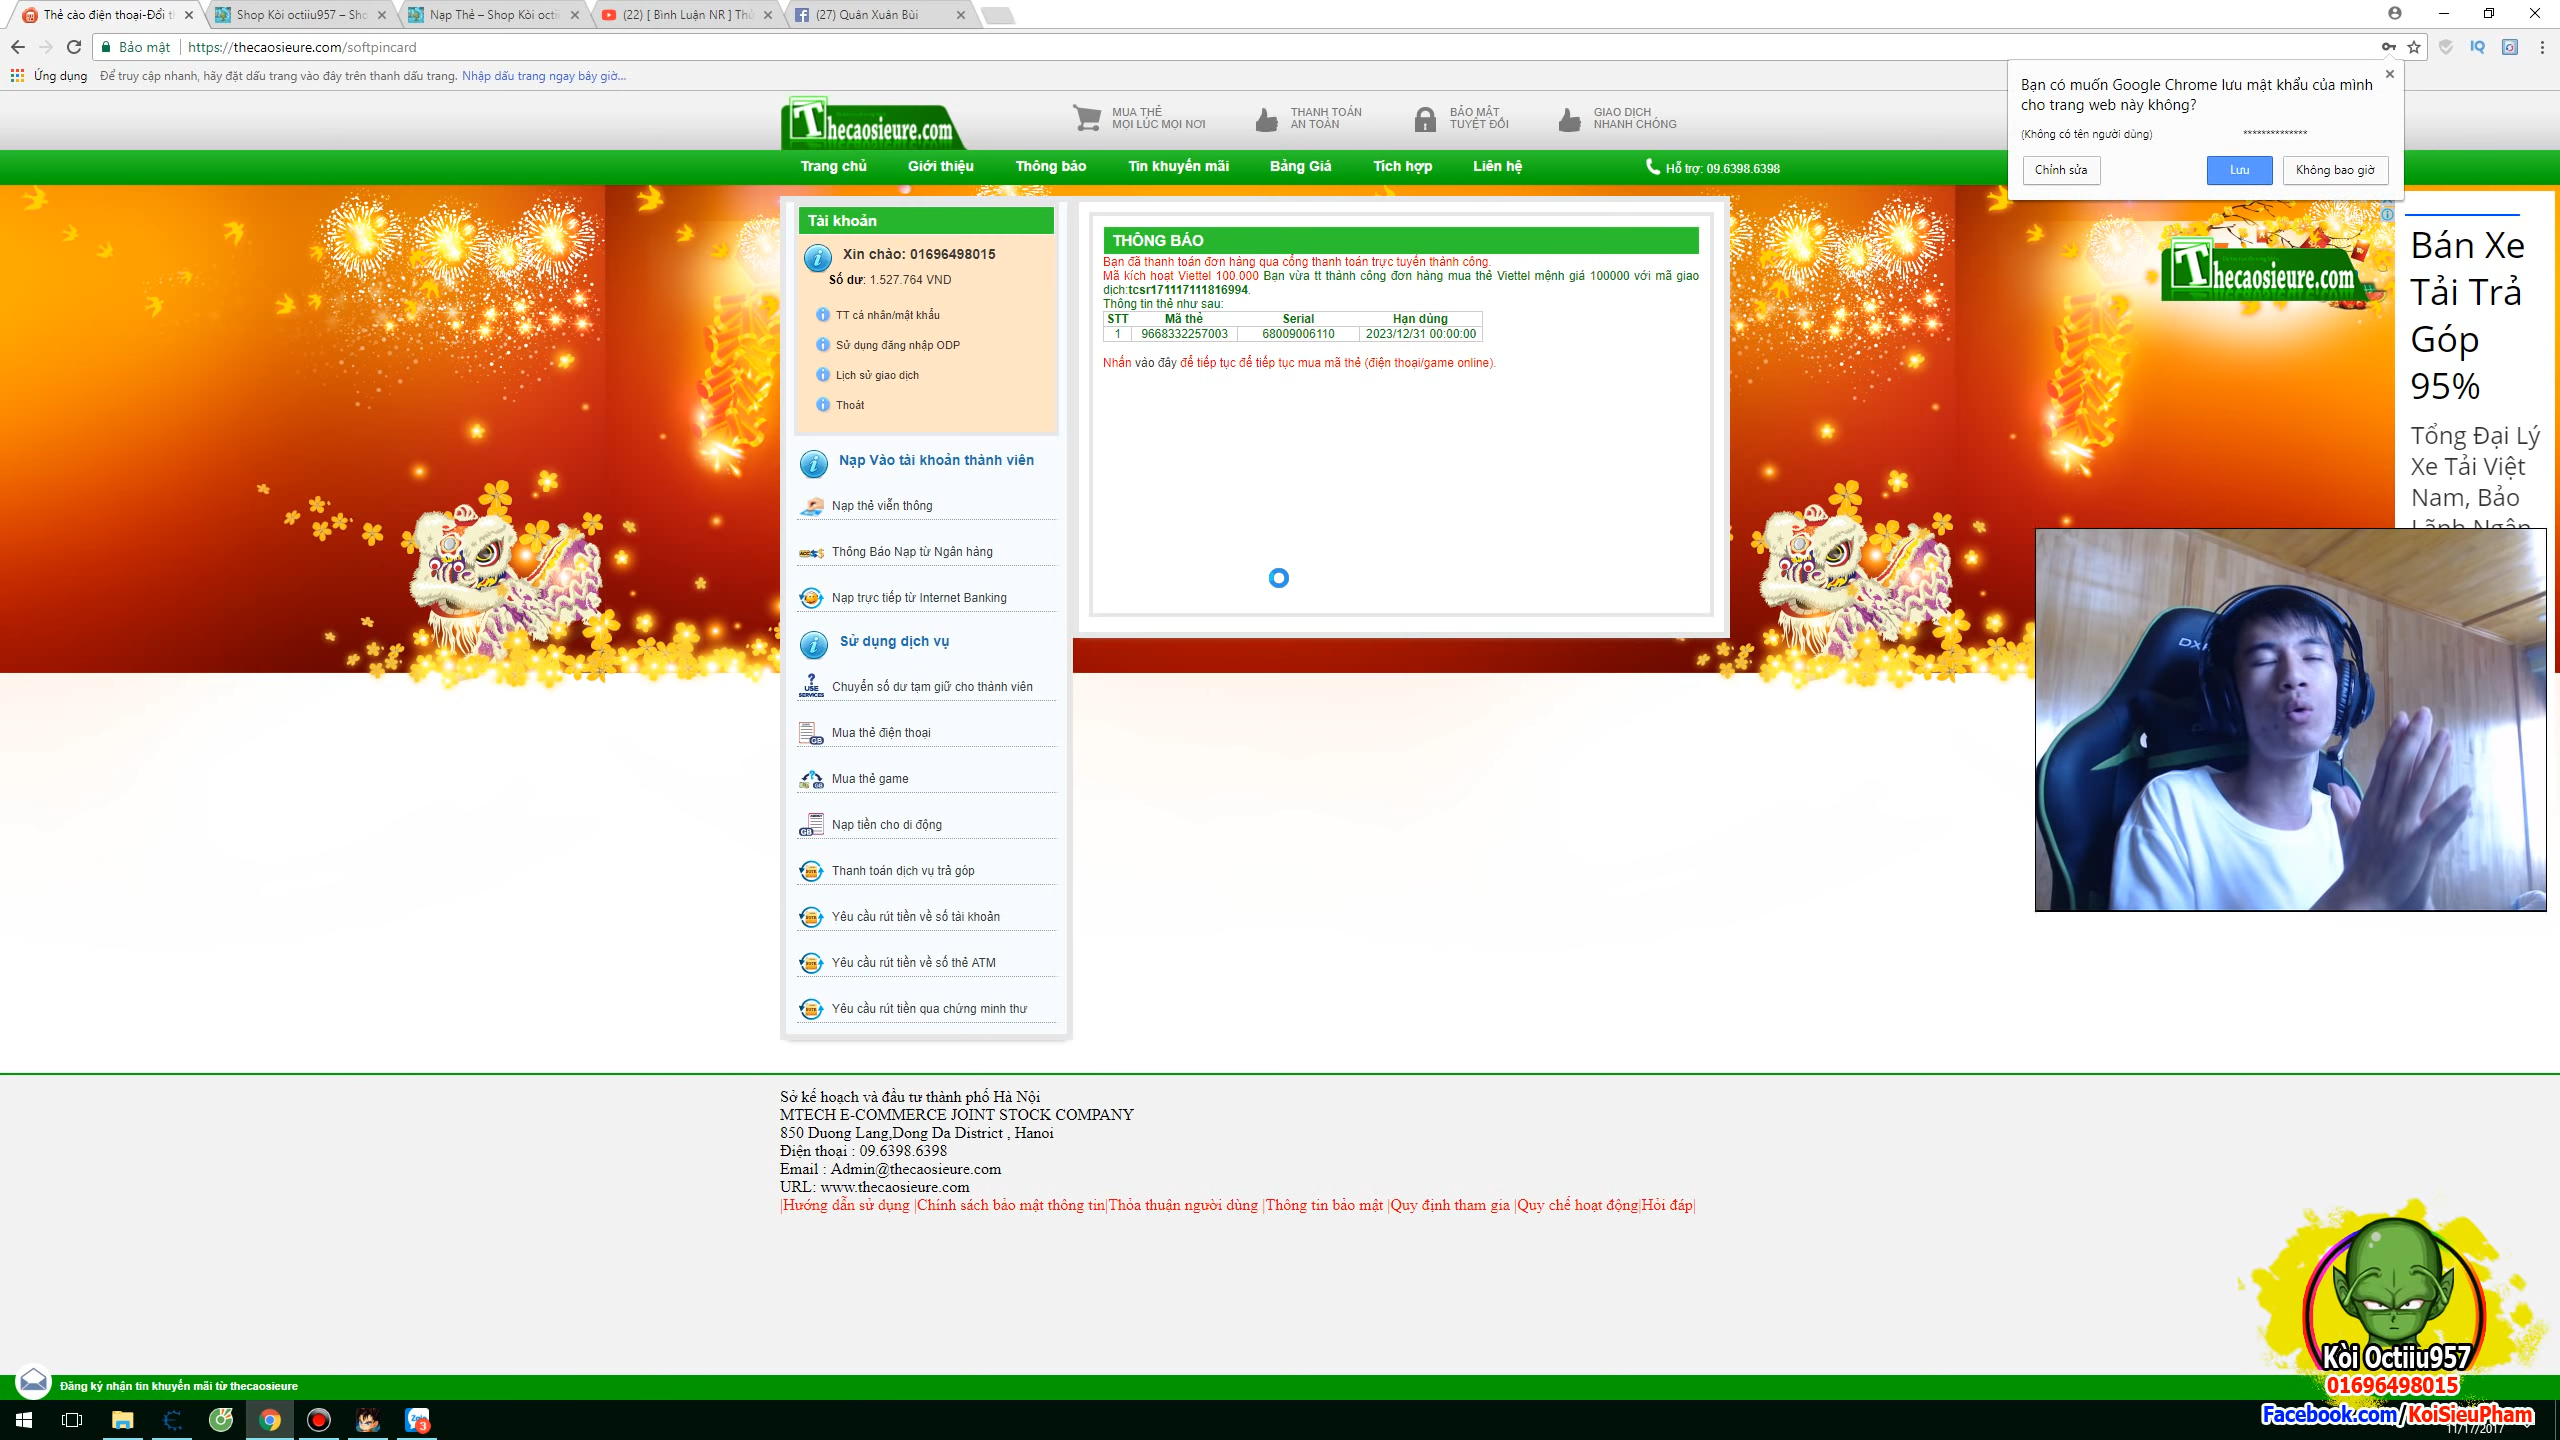 Thẻ cào điện thoại-Đổi t
Shop Kòi octiiu957 – Sho
Nạp Thẻ – Shop Kòi octi
(22) [ Bình Luận NR ] Thử
(27) Quân Xuân Bùi
Bảo mật
https://thecaosieure.com/softpincard
Ứng dụng
Để truy cập nhanh, hãy đặt dấu trang vào đây trên thanh dấu trang.
Nhập dấu trang ngay bây giờ...
Bạn có muốn Google Chrome lưu mật khẩu của mình
cho trang web này không?
(Không có tên người dùng)
**************
Chỉnh sửa
Lưu
Không bao giờ
Thecaosieure.com
MUA THẺ
MỌI LÚC MỌI NƠI
THANH TOÁN
AN TOÀN
BẢO MẬT
TUYỆT ĐỐI
GIAO DỊCH
NHANH CHÓNG
Trang chủ
Giới thiệu
Thông báo
Tin khuyến mãi
Bảng Giá
Tích hợp
Liên hệ
Hỗ trợ: 09.6398.6398
Tài khoản
Xin chào: 01696498015
Số dư: 1.527.764 VND
TT cá nhân/mật khẩu
Sử dụng đăng nhập ODP
Lịch sử giao dịch
Thoát
Nạp Vào tài khoản thành viên
Nạp thẻ viễn thông
Thông Báo Nạp từ Ngân hàng
Nạp trực tiếp từ Internet Banking
Sử dụng dịch vụ
USE
SERVICES
Chuyển số dư tạm giữ cho thành viên
Mua thẻ điện thoại
Mua thẻ game
Nạp tiền cho di động
Thanh toán dịch vụ trả góp
Yêu cầu rút tiền về số tài khoản
Yêu cầu rút tiền về số thẻ ATM
Yêu cầu rút tiền qua chứng minh thư
THÔNG BÁO
Bạn đã thanh toán đơn hàng qua cổng thanh toán trực tuyến thành công.
Mã kích hoạt Viettel 100.000 Bạn vừa tt thành công đơn hàng mua thẻ Viettel mệnh giá 100000 với mã giao
dịch:tcsr171117111816994.
Thông tin thẻ như sau:
STT Mã thẻ Serial Hạn dùng
1 9668332257003 68009006110 2023/12/31 00:00:00
Nhấn vào đây để tiếp tục để tiếp tục mua mã thẻ (điện thoại/game online).
Thecaosieure.com
Bán Xe
Tải Trả
Góp
95%
Tổng Đại Lý
Xe Tải Việt
Nam, Bảo
Lãnh Ngân
Sở kế hoạch và đầu tư thành phố Hà Nội
MTECH E-COMMERCE JOINT STOCK COMPANY
850 Duong Lang,Dong Da District , Hanoi
Điện thoại : 09.6398.6398
Email : Admin@thecaosieure.com
URL: www.thecaosieure.com
|Hướng dẫn sử dụng |Chính sách bảo mật thông tin|Thỏa thuận người dùng |Thông tin bảo mật |Quy định tham gia |Quy chế hoạt động|Hỏi đáp|
Đăng ký nhận tin khuyến mãi từ thecaosieure
Kòi Octiiu957
01696498015
Facebook.com/KoiSieuPham
11/17/2017